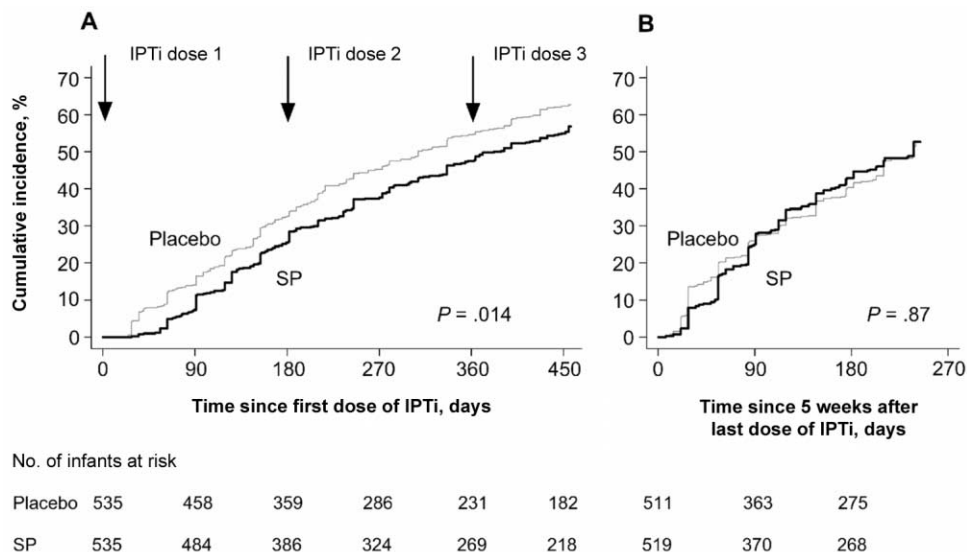 A
B
IPTi dose 1
IPTi dose 2
IPTi dose 3
Cumulative incidence, %
70
60
50
40
30
20
10
0
Placebo
SP
P = .014
0 90 180 270 360 450
Time since first dose of IPTi, days
70
60
50
40
30
20
10
0
Placebo
SP
P = .87
0 90 180 270
Time since 5 weeks after
last dose of IPTi, days
No. of infants at risk
Placebo 535 458 359 286 231 182 511 363 275
SP 535 484 386 324 269 218 519 370 268